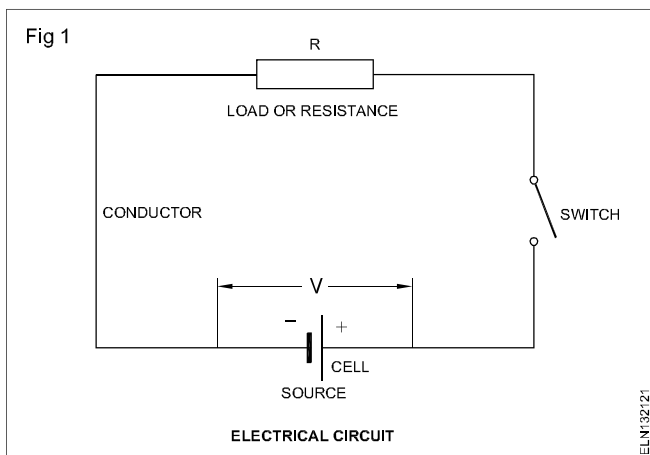 Fig 1
R
LOAD OR RESISTANCE
CONDUCTOR
SWITCH
V
− +
CELL
SOURCE
ELECTRICAL CIRCUIT
ELN132121